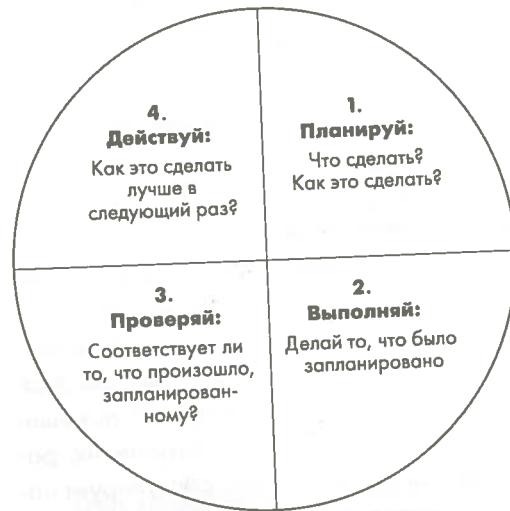 1.
Планируй:
Что сделать?
Как это сделать?
2.
Выполняй:
Делай то, что было
запланировано
3.
Проверяй:
Соответствует ли
то, что произошло,
запланирован-
ному?
4.
Действуй:
Как это сделать
лучше в
следующий раз?